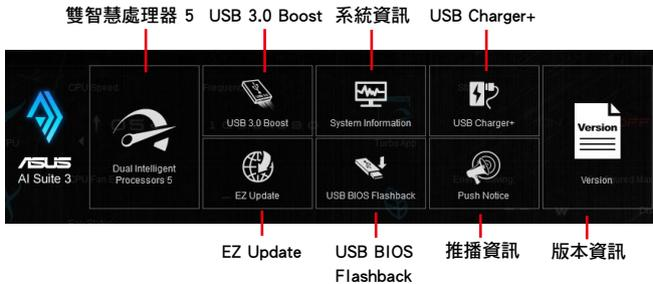 雙智慧處理器 5 USB 3.0 Boost 系統資訊 USB Charger+
USB 3.0 Boost System Information USB Charger+
Version
ASUS
AI Suite 3
Dual Intelligent
Processors 5
EZ Update USB BIOS Flashback Push Notice
Version
EZ Update USB BIOS
Flashback
推播資訊 版本資訊